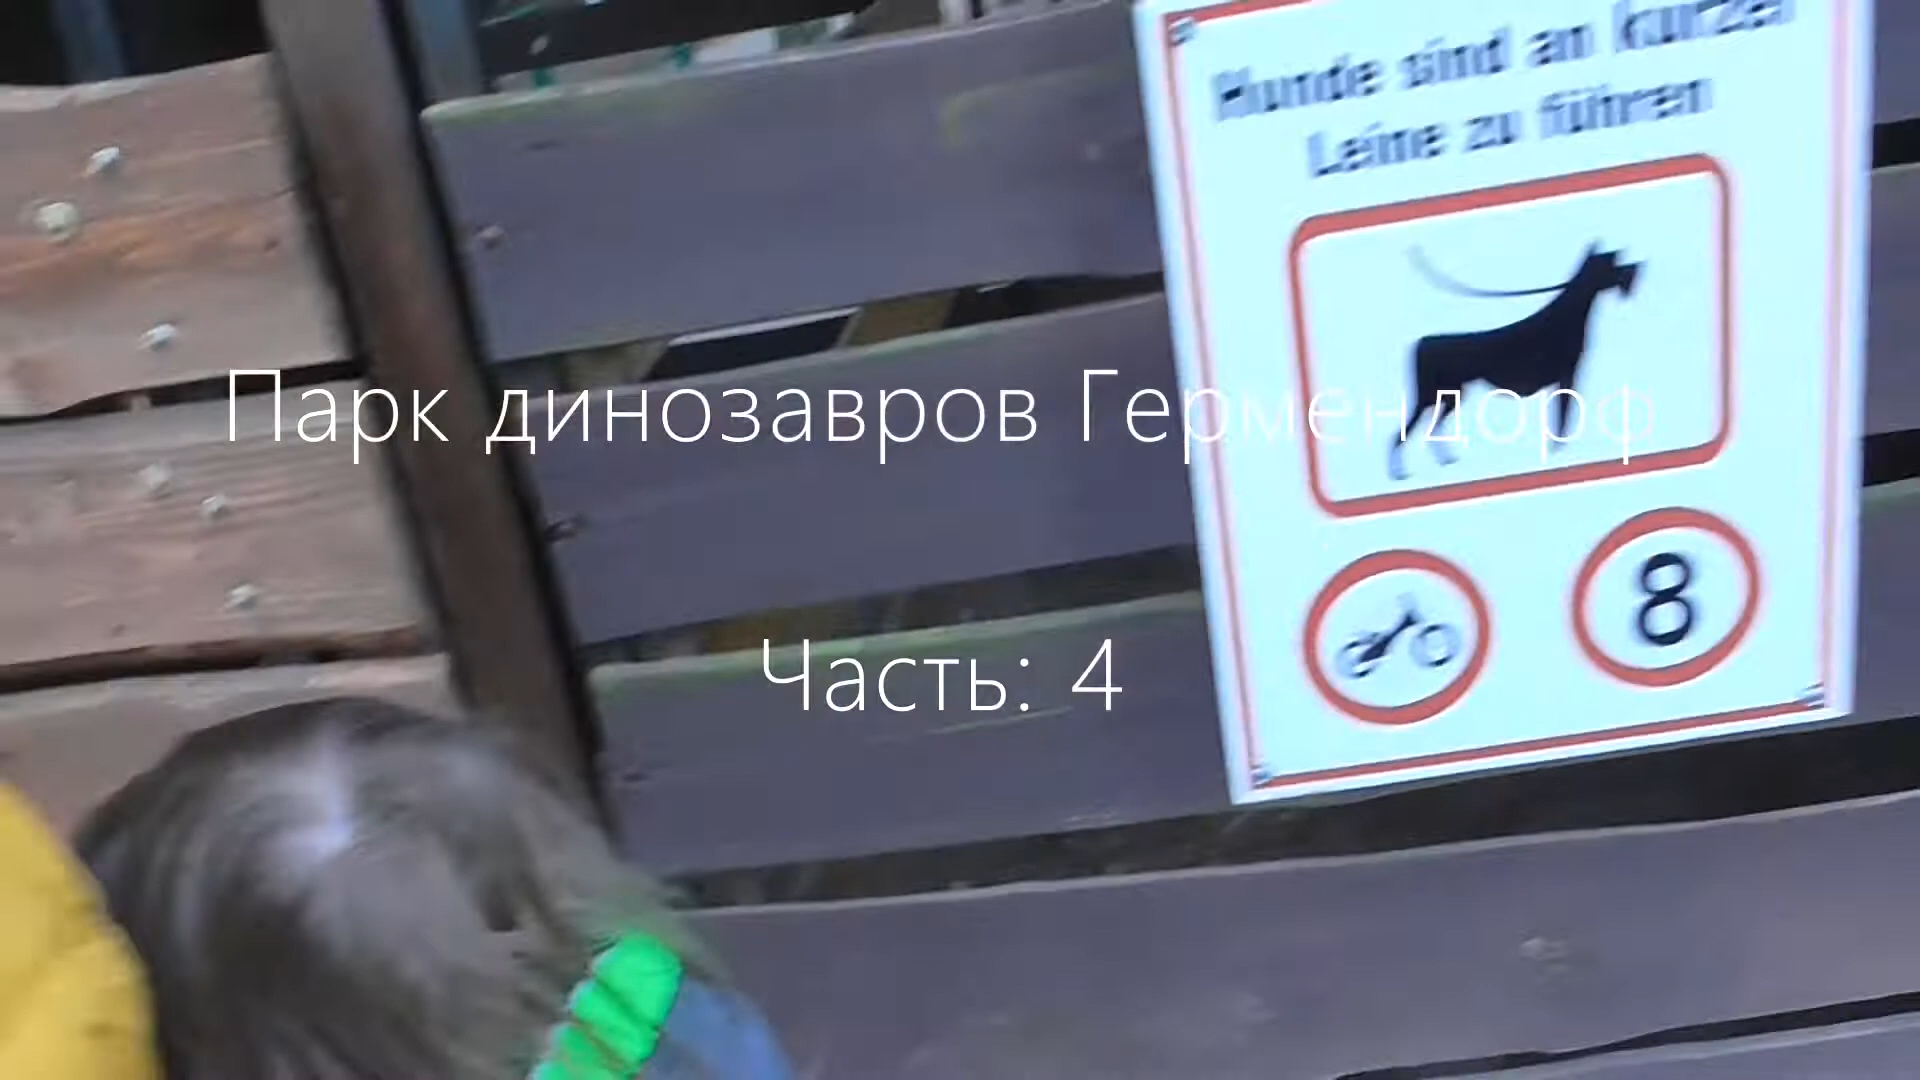 Hunde sind an kurzer
Leine zu führen
Парк динозавров Гермендорф
8
Часть: 4